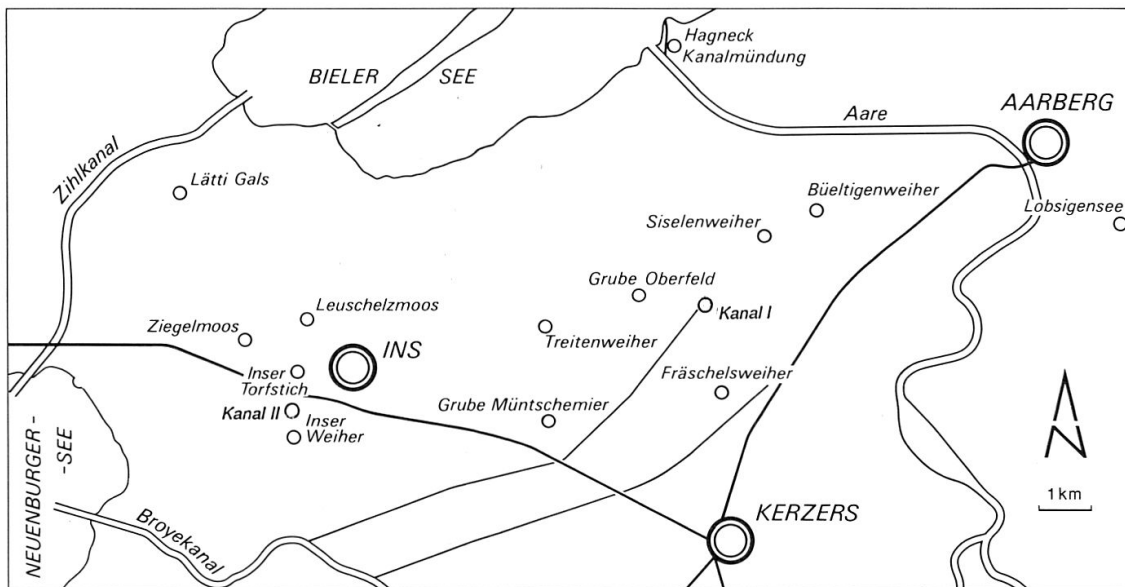 Hagneck
Kanalmündung
BIELER
SEE
AARBERG
Aare
Zihlkanal
Lätti Gals
Büeltigenweiher
Lobsigensee
Siselenweiher
Grube Oberfeld
Leuschelzmoos
Kanal I
Ziegelmoos
Treitenweiher
INS
Inser
Torfstich
Fräschelsweiher
Kanal II
Grube Müntschemier
Inser
Weiher
N
1 km
NEUENBURGER-
-SEE
KERZERS
Broyekanal